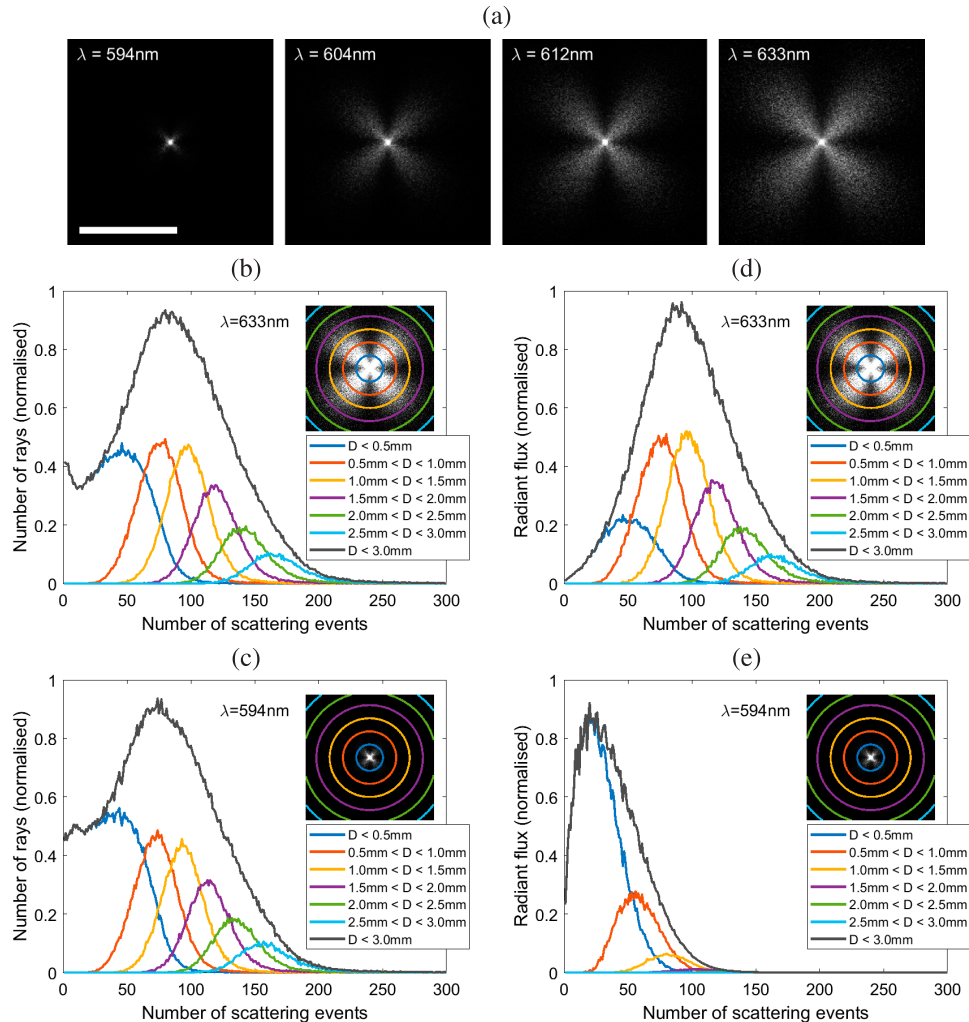 (a)
λ = 594nm
λ = 604nm
λ = 612nm
λ = 633nm
(b)
Number of rays (normalised)
1
0.8
0.6
0.4
0.2
0
0 50 100 150 200 250 300
Number of scattering events
λ=633nm
D < 0.5mm
0.5mm < D < 1.0mm
1.0mm < D < 1.5mm
1.5mm < D < 2.0mm
2.0mm < D < 2.5mm
2.5mm < D < 3.0mm
D < 3.0mm
(d)
Radiant flux (normalised)
1
0.8
0.6
0.4
0.2
0
0 50 100 150 200 250 300
Number of scattering events
λ=633nm
D < 0.5mm
0.5mm < D < 1.0mm
1.0mm < D < 1.5mm
1.5mm < D < 2.0mm
2.0mm < D < 2.5mm
2.5mm < D < 3.0mm
D < 3.0mm
(c)
Number of rays (normalised)
1
0.8
0.6
0.4
0.2
0
0 50 100 150 200 250 300
Number of scattering events
λ=594nm
D < 0.5mm
0.5mm < D < 1.0mm
1.0mm < D < 1.5mm
1.5mm < D < 2.0mm
2.0mm < D < 2.5mm
2.5mm < D < 3.0mm
D < 3.0mm
(e)
Radiant flux (normalised)
1
0.8
0.6
0.4
0.2
0
0 50 100 150 200 250 300
Number of scattering events
λ=594nm
D < 0.5mm
0.5mm < D < 1.0mm
1.0mm < D < 1.5mm
1.5mm < D < 2.0mm
2.0mm < D < 2.5mm
2.5mm < D < 3.0mm
D < 3.0mm